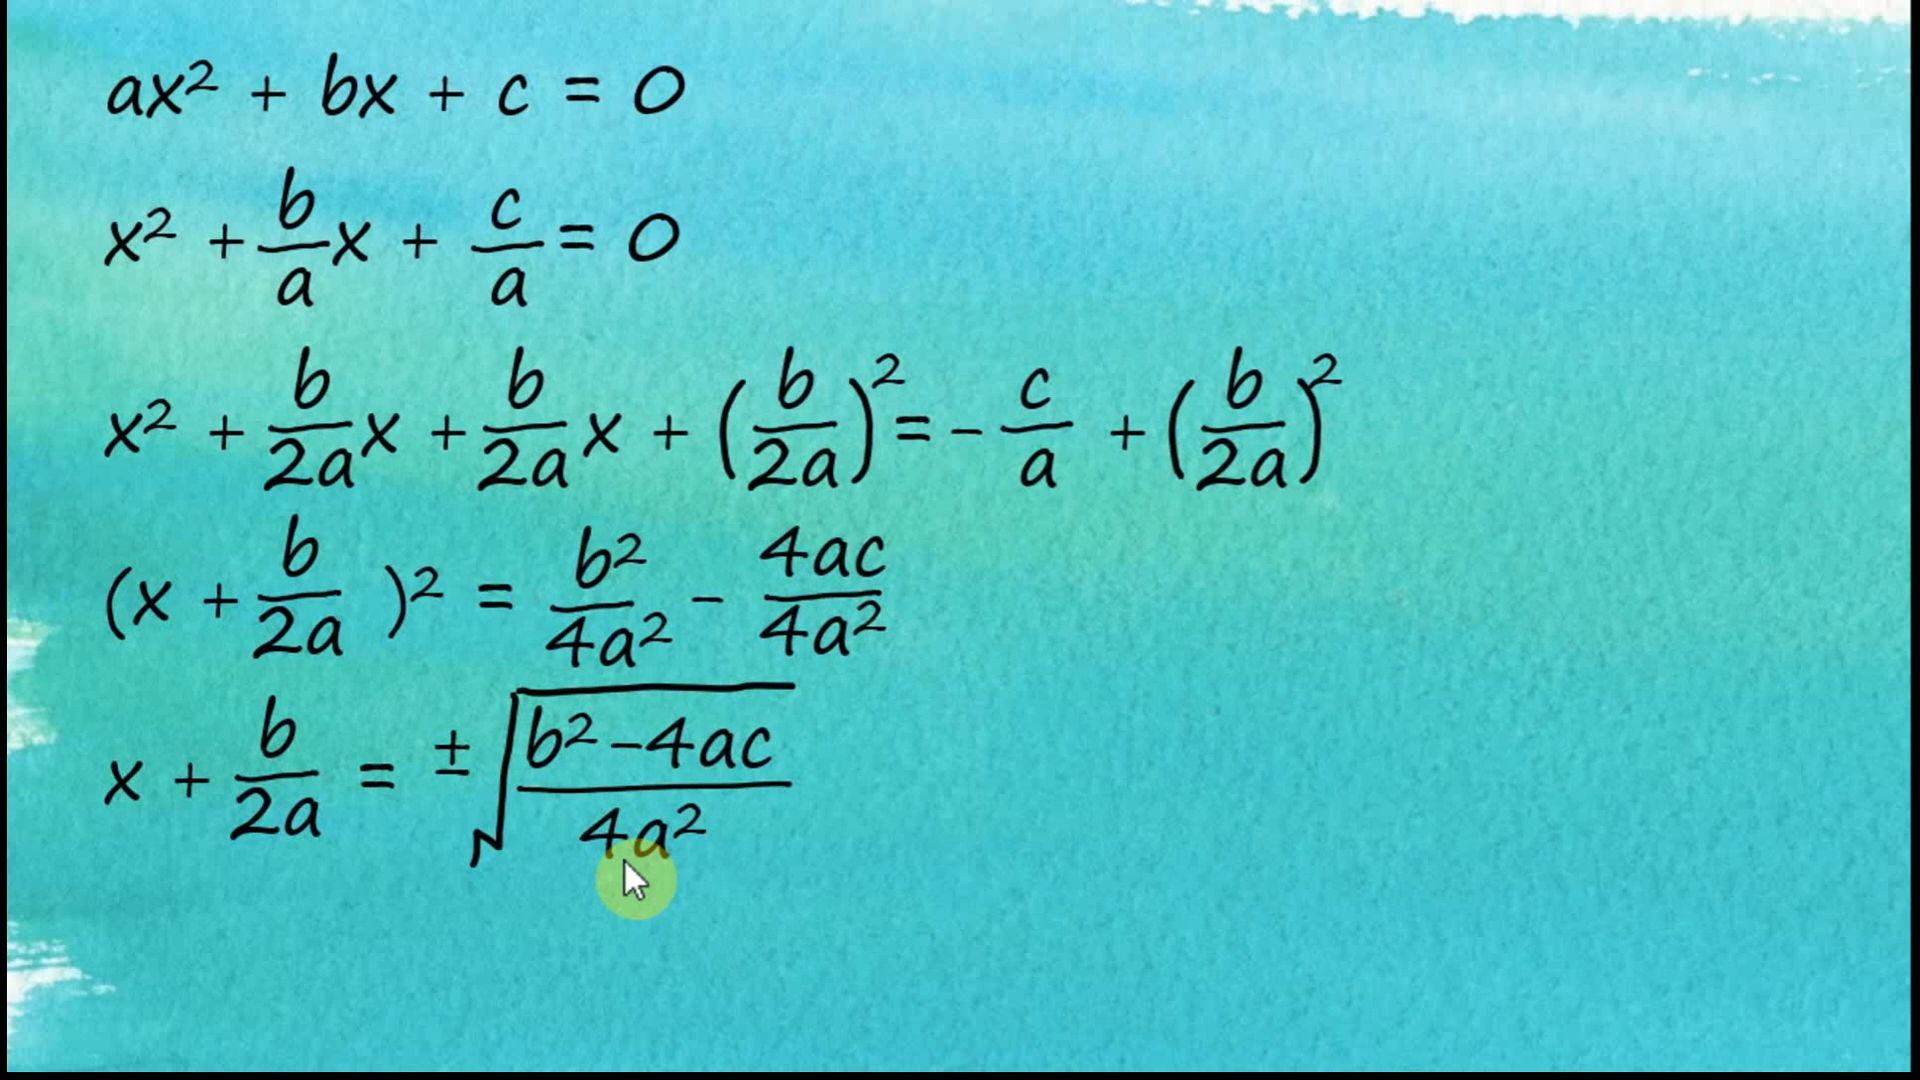 ax² + bx + c = 0
x² + b/a x + c/a = 0
x² + b/2a x + b/2a x + (b/2a)² = - c/a + (b/2a)²
(x + b/2a )² = b²/4a² - 4ac/4a²
x + b/2a = ± √(b²-4ac/4a²)